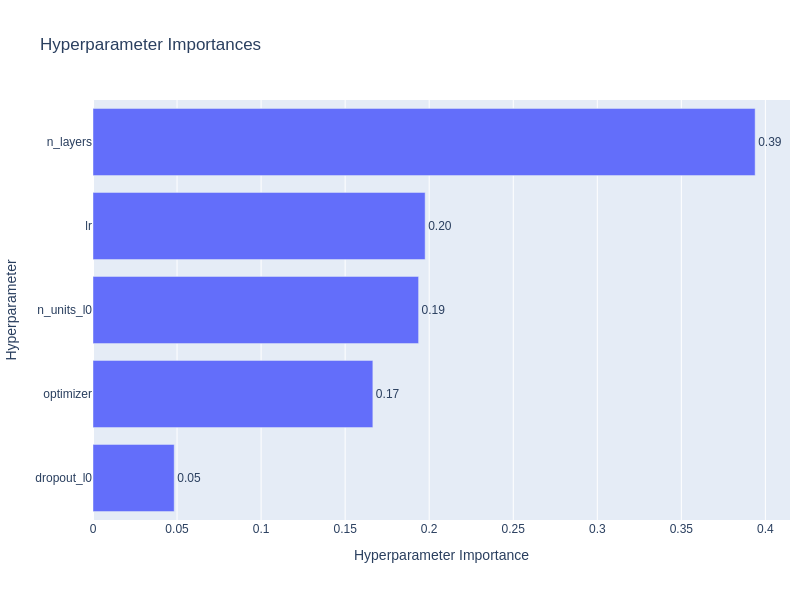 Hyperparameter Importances
Hyperparameter
n_layers
0.39
lr
0.20
n_units_l0
0.19
optimizer
0.17
dropout_l0
0.05
0 0.05 0.1 0.15 0.2 0.25 0.3 0.35 0.4
Hyperparameter Importance